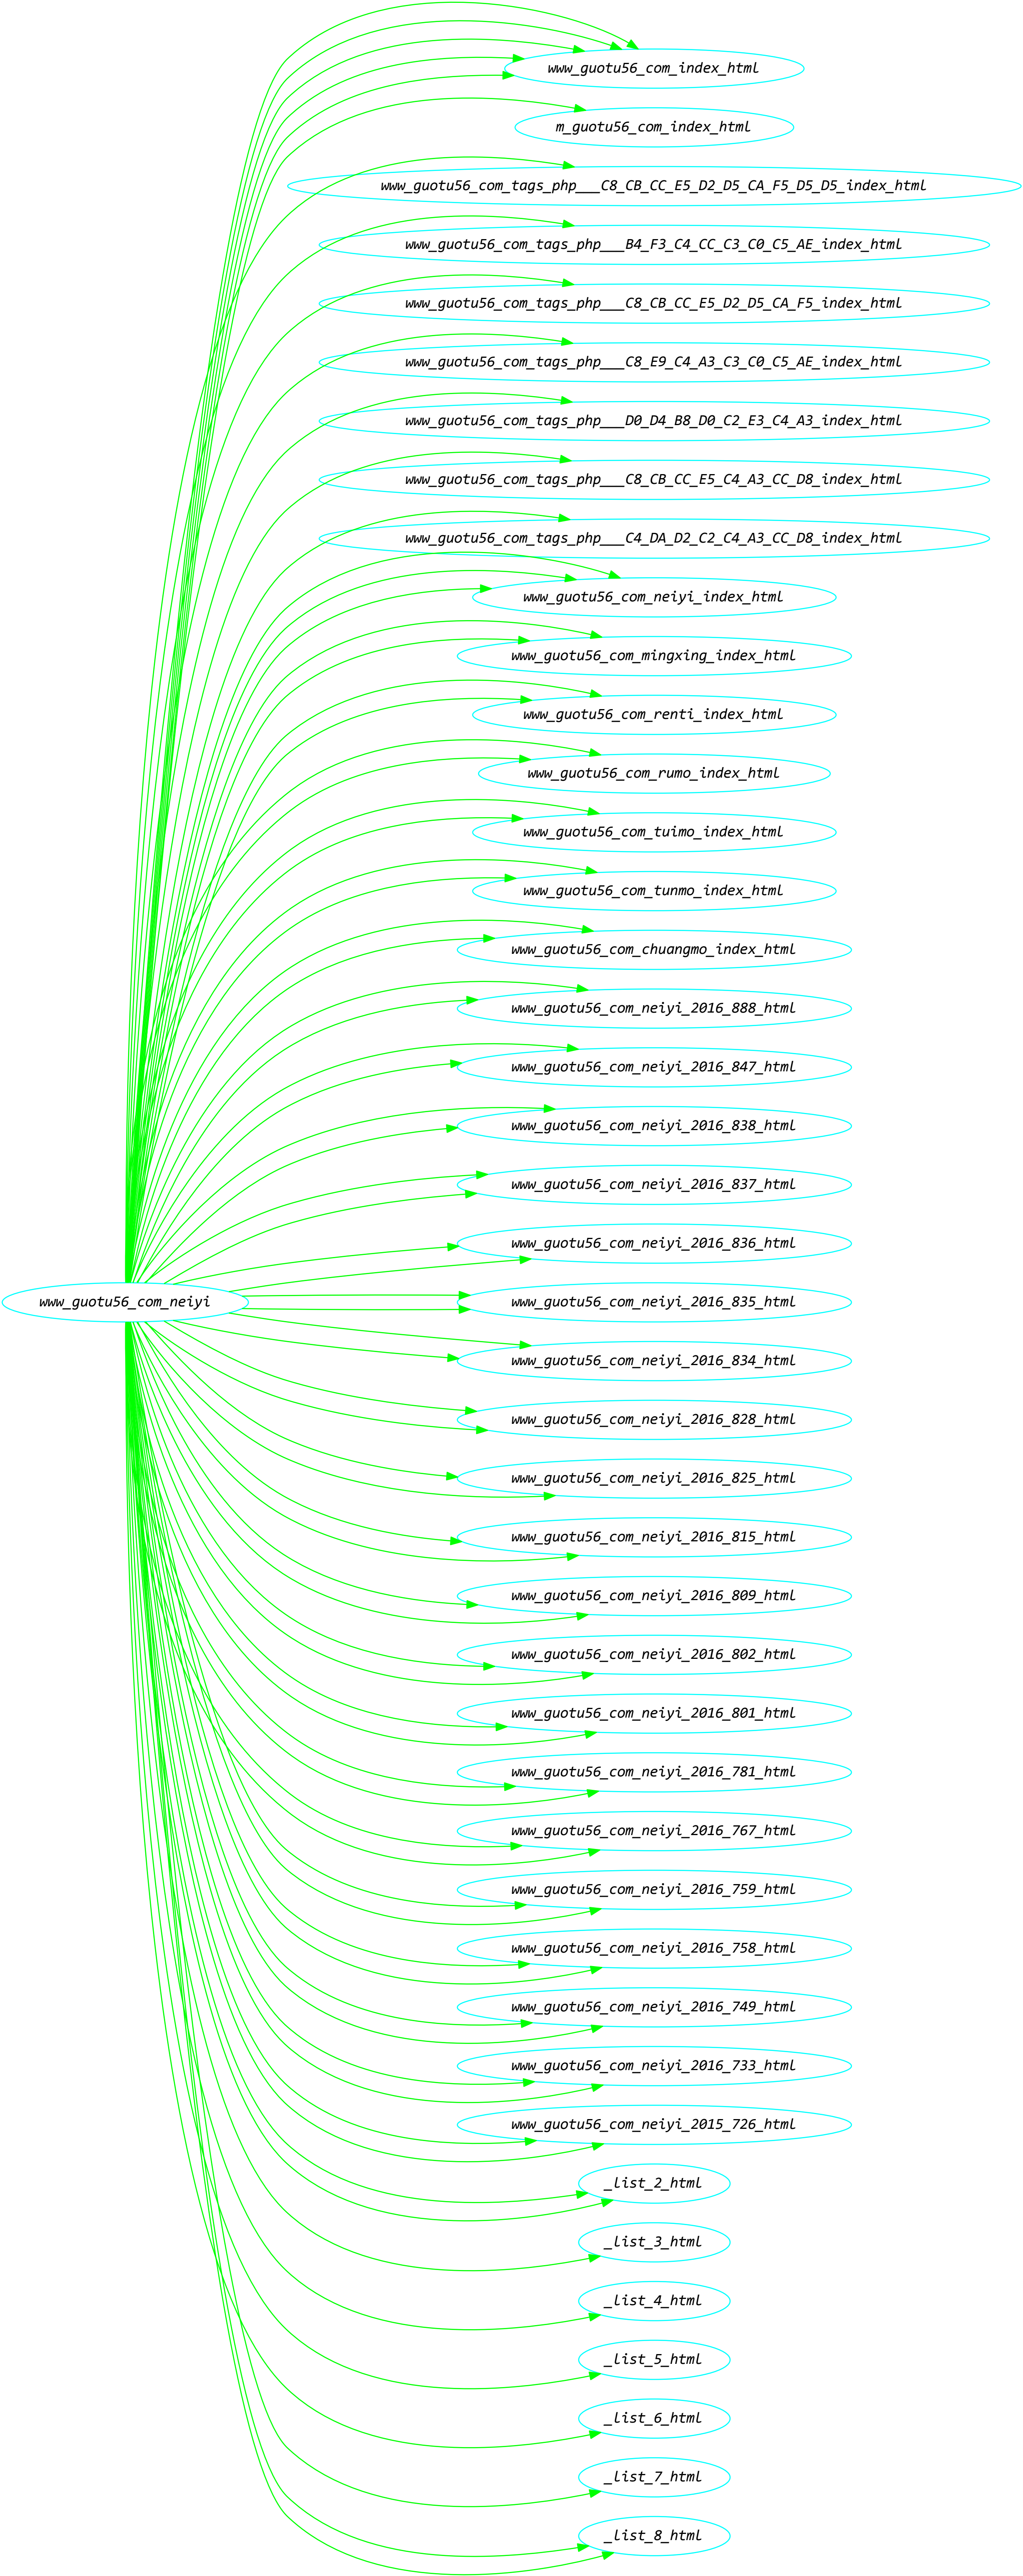 www_guotu56_com_index_html
m_guotu56_com_index_html
www_guotu56_com_tags_php___C8_CB_CC_E5_D2_D5_CA_F5_D5_D5_index_html
www_guotu56_com_tags_php___B4_F3_C4_CC_C3_C0_C5_AE_index_html
www_guotu56_com_tags_php___C8_CB_CC_E5_D2_D5_CA_F5_index_html
www_guotu56_com_tags_php___C8_E9_C4_A3_C3_C0_C5_AE_index_html
www_guotu56_com_tags_php___D0_D4_B8_D0_C2_E3_C4_A3_index_html
www_guotu56_com_tags_php___C8_CB_CC_E5_C4_A3_CC_D8_index_html
www_guotu56_com_tags_php___C4_DA_D2_C2_C4_A3_CC_D8_index_html
www_guotu56_com_neiyi_index_html
www_guotu56_com_mingxing_index_html
www_guotu56_com_renti_index_html
www_guotu56_com_rumo_index_html
www_guotu56_com_tuimo_index_html
www_guotu56_com_tunmo_index_html
www_guotu56_com_chuangmo_index_html
www_guotu56_com_neiyi_2016_888_html
www_guotu56_com_neiyi_2016_847_html
www_guotu56_com_neiyi_2016_838_html
www_guotu56_com_neiyi_2016_837_html
www_guotu56_com_neiyi_2016_836_html
www_guotu56_com_neiyi
www_guotu56_com_neiyi_2016_835_html
www_guotu56_com_neiyi_2016_834_html
www_guotu56_com_neiyi_2016_828_html
www_guotu56_com_neiyi_2016_825_html
www_guotu56_com_neiyi_2016_815_html
www_guotu56_com_neiyi_2016_809_html
www_guotu56_com_neiyi_2016_802_html
www_guotu56_com_neiyi_2016_801_html
www_guotu56_com_neiyi_2016_781_html
www_guotu56_com_neiyi_2016_767_html
www_guotu56_com_neiyi_2016_759_html
www_guotu56_com_neiyi_2016_758_html
www_guotu56_com_neiyi_2016_749_html
www_guotu56_com_neiyi_2016_733_html
www_guotu56_com_neiyi_2015_726_html
_list_2_html
_list_3_html
_list_4_html
_list_5_html
_list_6_html
_list_7_html
_list_8_html